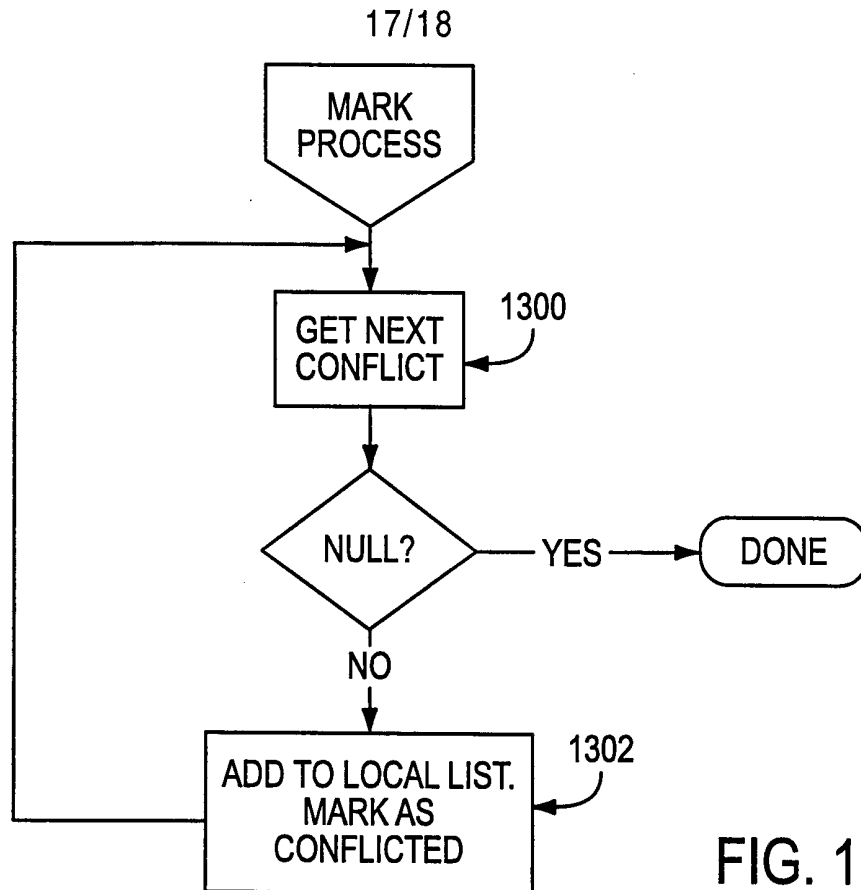 17/18
MARK
PROCESS
GET NEXT
CONFLICT
1300
NULL?
YES
DONE
NO
ADD TO LOCAL LIST.
MARK AS
CONFLICTED
1302
FIG. 1